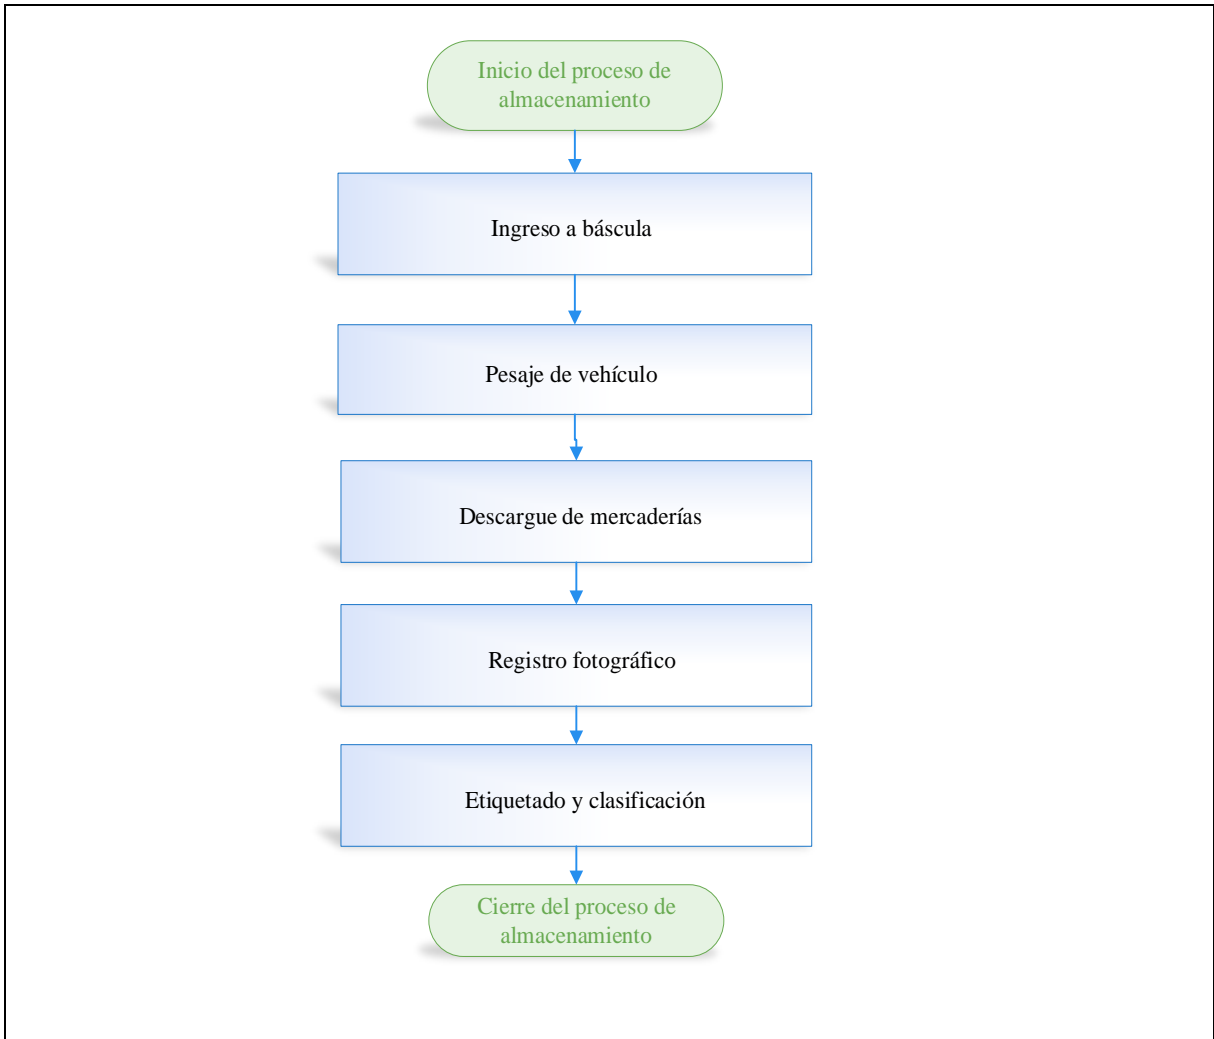 Inicio del proceso de
almacenamiento
Ingreso a báscula
Pesaje de vehículo
Descargue de mercaderías
Registro fotográfico
Etiquetado y clasificación
Cierre del proceso de
almacenamiento